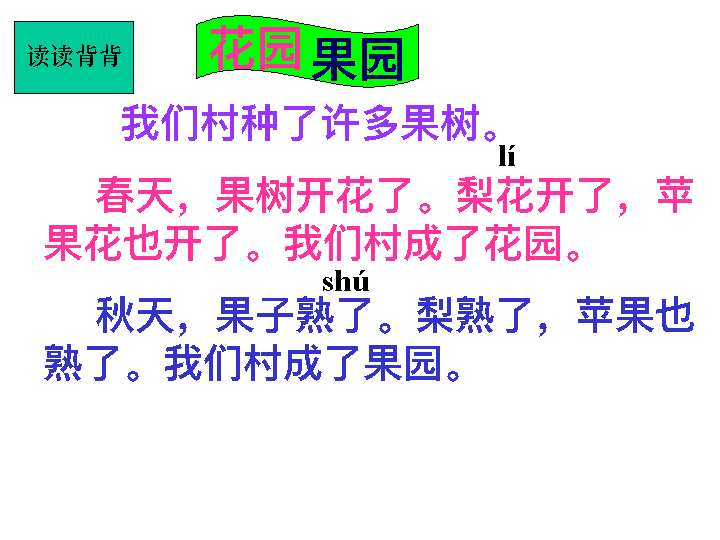 读读背背
花园 果园
我们村种了许多果树。
lí
春天，果树开花了。梨花开了，苹
果花也开了。我们村成了花园。
shú
秋天，果子熟了。梨熟了，苹果也
熟了。我们村成了果园。